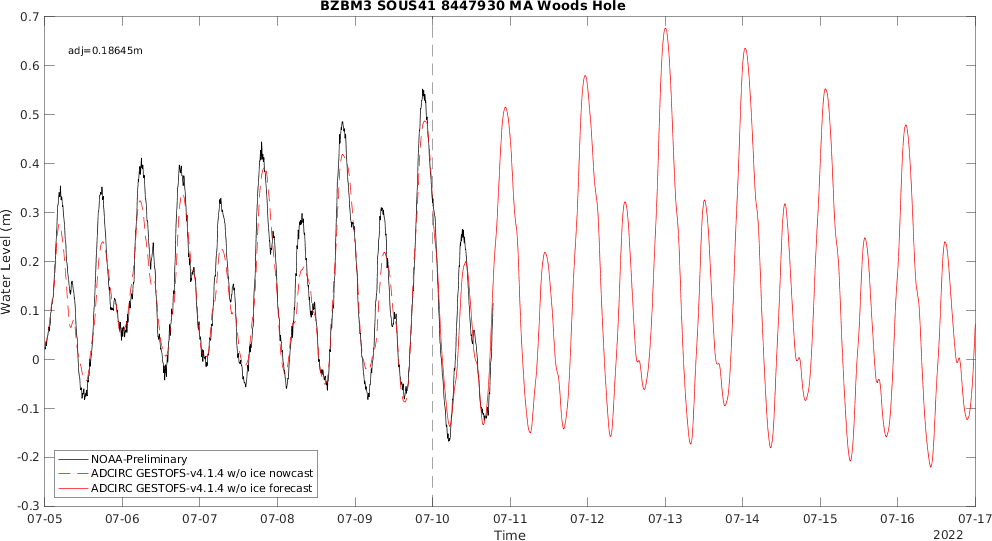 BZBM3 SOUS41 8447930 MA Woods Hole
0.7
adj=0.18645m
0.6
0.5
0.4
0.3
0.2
0.1
0
-0.1
-0.2
-0.3
Water Level (m)
NOAA-Preliminary
ADCIRC GESTOFS-v4.1.4 w/o ice nowcast
ADCIRC GESTOFS-v4.1.4 w/o ice forecast
07-05 07-06 07-07 07-08 07-09 07-10 07-11 07-12 07-13 07-14 07-15 07-16 07-17
Time
2022